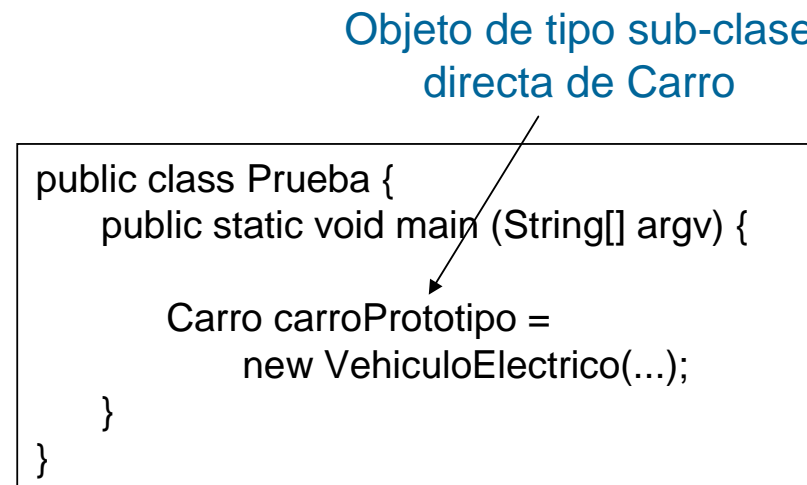 Objeto de tipo sub-clase
directa de Carro
public class Prueba {
public static void main (String[] argv) {
Carro carroPrototipo =
new VehiculoElectrico(...);
}
}